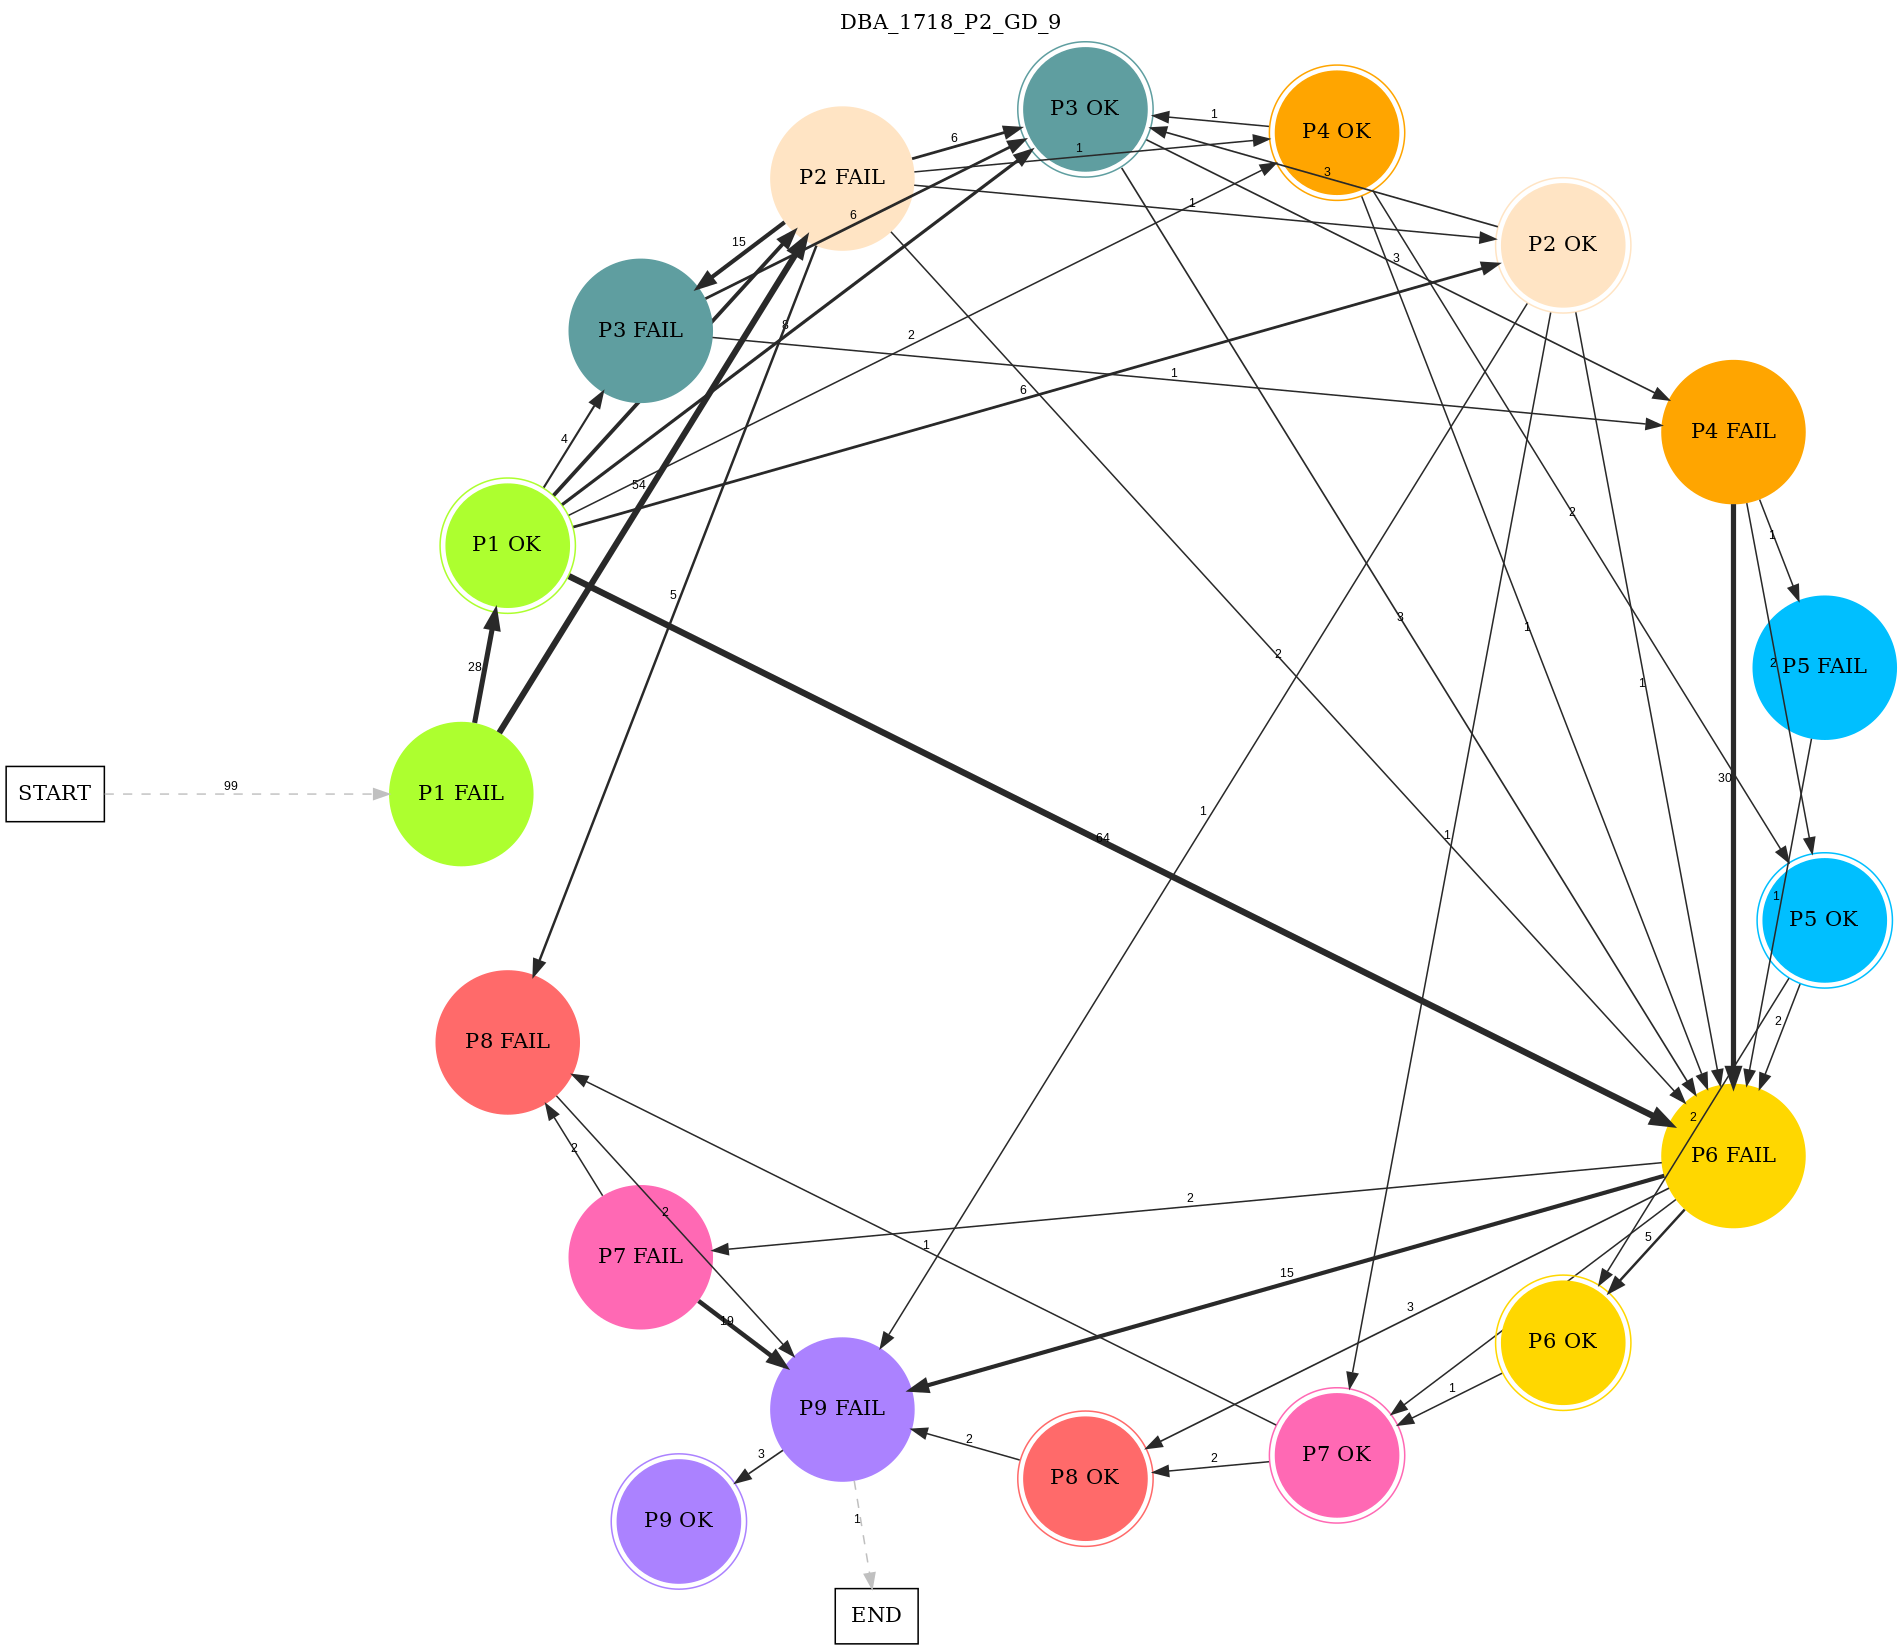 DBA_1718_P2_GD_9
P3 OK
P4 OK
6
1
1
P2 FAIL
3
1
6
1
P2 OK
15
3
P3 FAIL
8
2
1
6
P4 FAIL
4
54
2
1
P1 OK
5
3
1
28
2
1
2
P5 FAIL
START
99
P1 FAIL
30
1
1
64
1
P5 OK
2
P8 FAIL
2
2
P6 FAIL
2
2
5
1
P7 FAIL
15
3
19
P6 OK
1
P9 FAIL
3
2
2
P7 OK
P8 OK
P9 OK
1
END